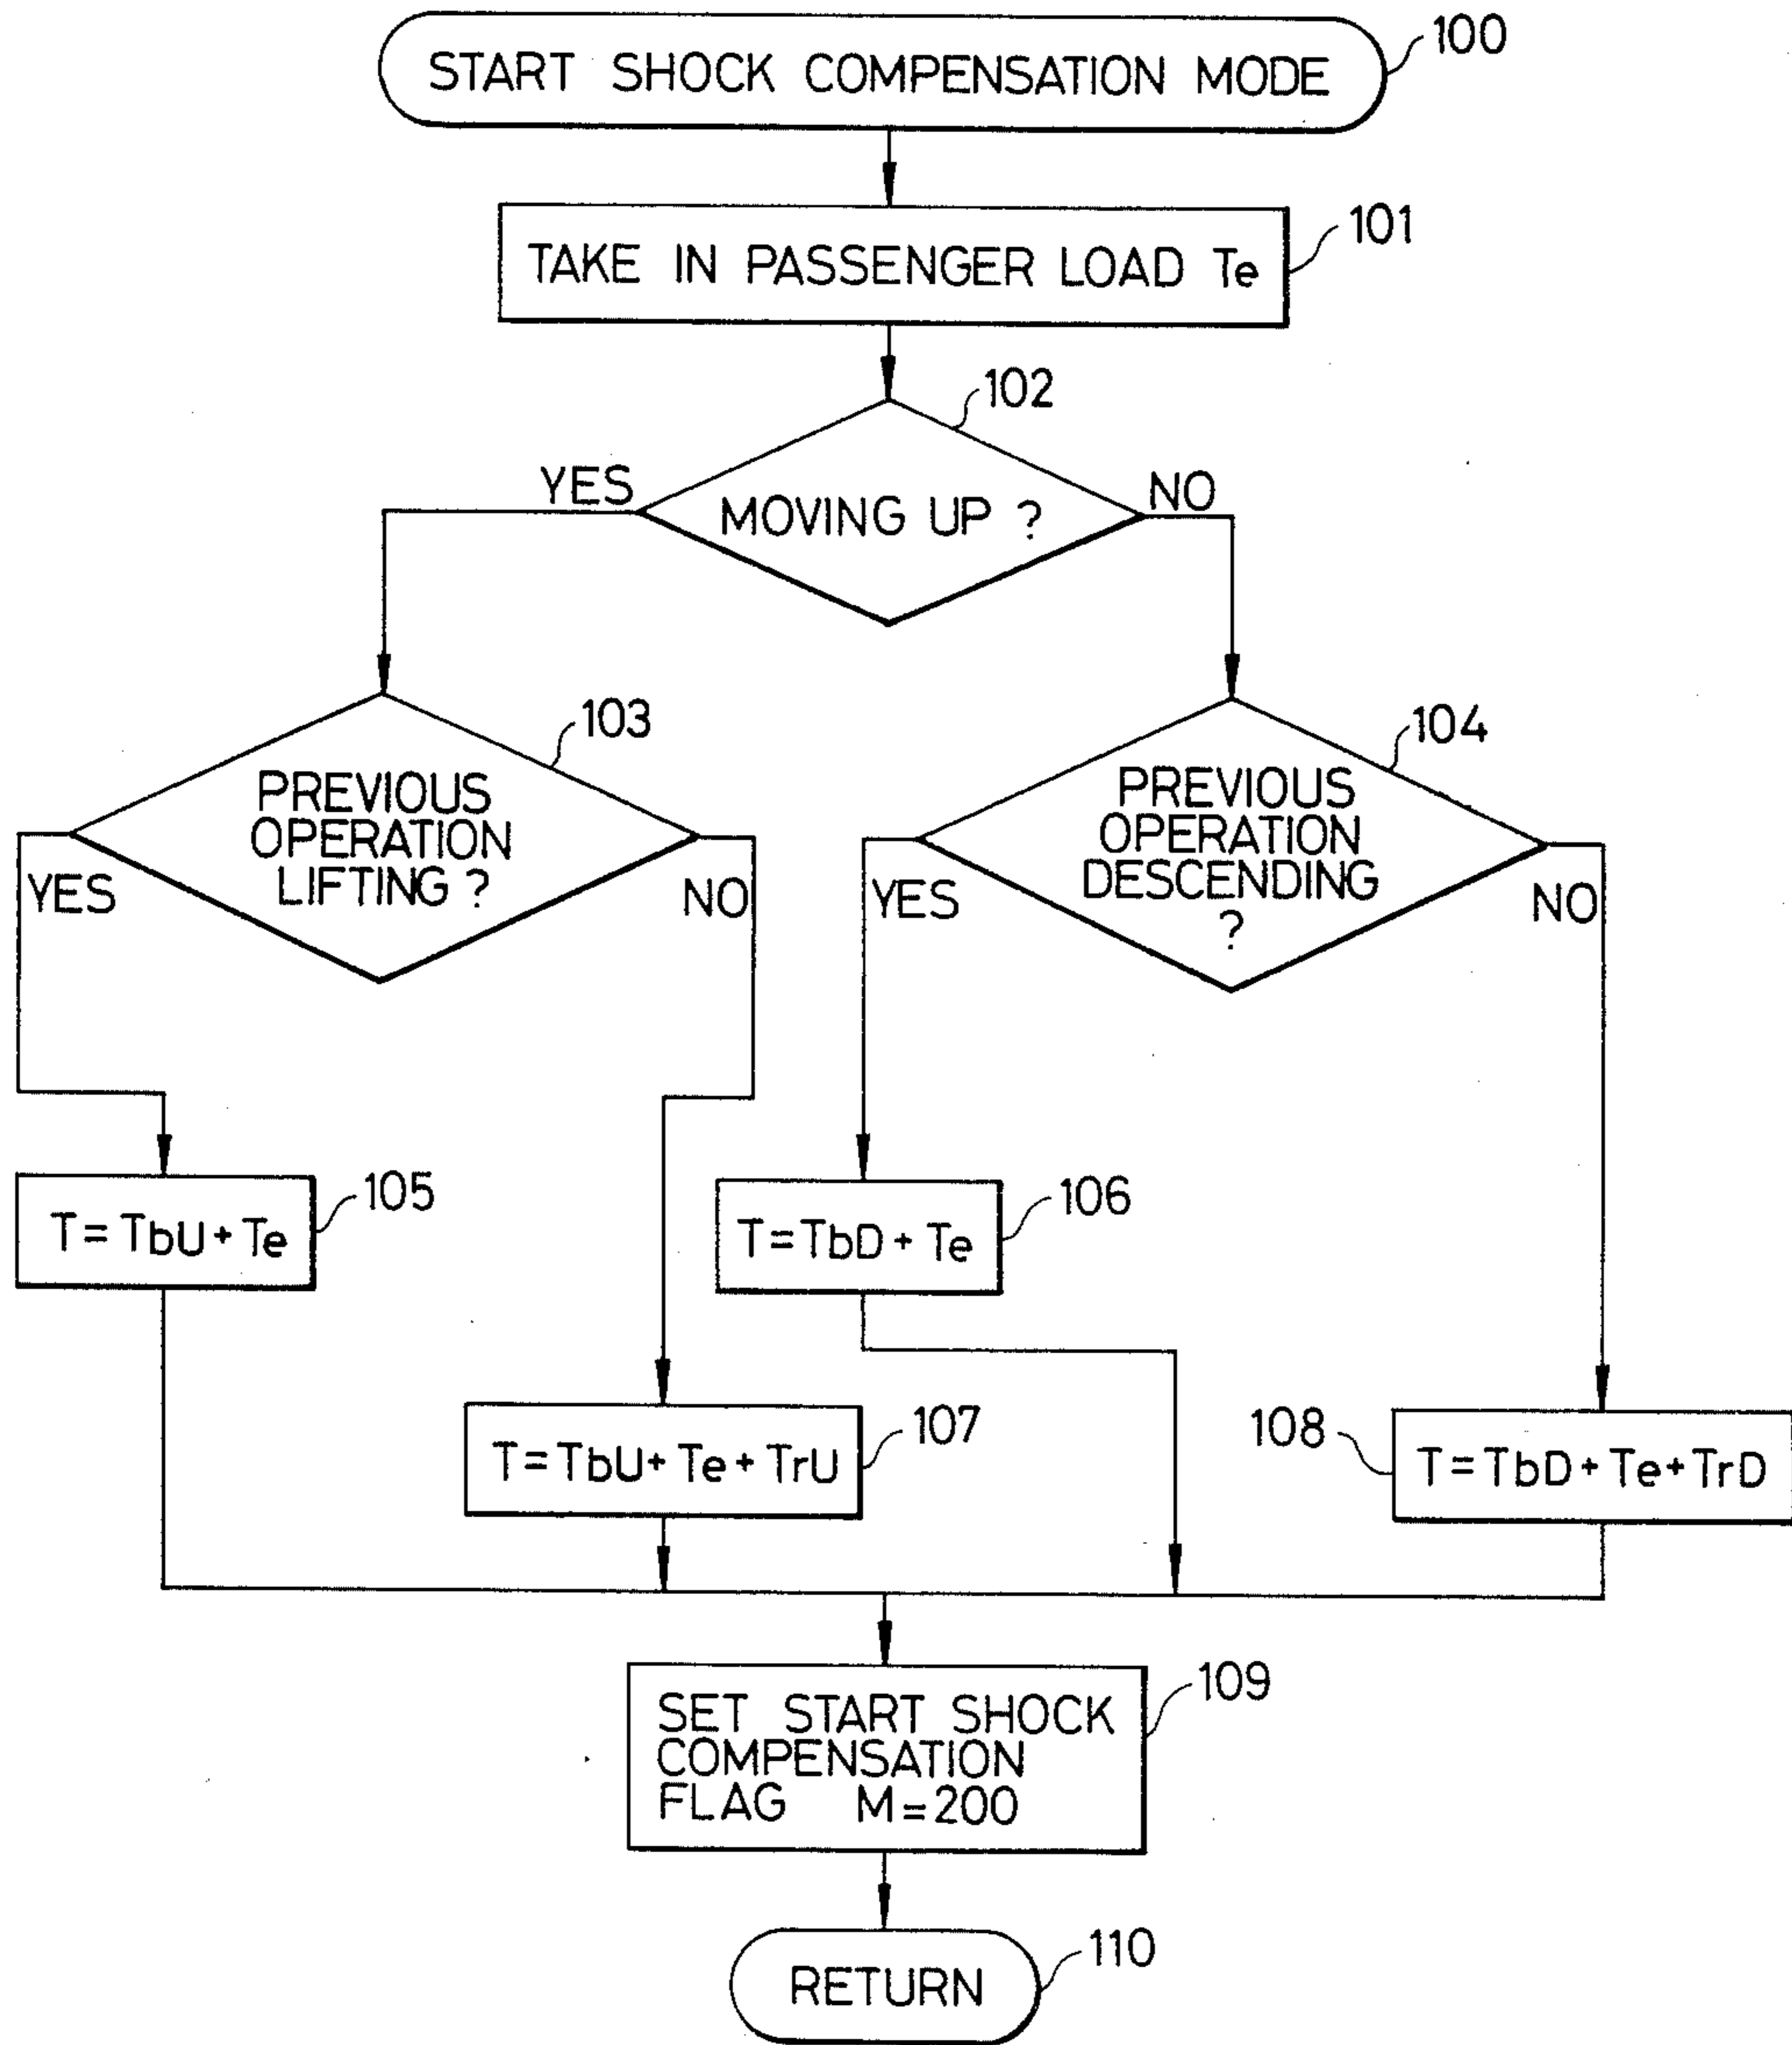 START SHOCK COMPENSATION MODE
100
TAKE IN PASSENGER LOAD Te
101
102
MOVING UP ?
YES
NO
103
PREVIOUS
OPERATION
LIFTING ?
YES
NO
104
PREVIOUS
OPERATION
DESCENDING
?
YES
NO
T=TbU+Te
105
T=TbD+Te
106
T=TbU+Te+TrU
107
108
T=TbD+Te+TrD
SET START SHOCK
COMPENSATION
FLAG M=200
109
RETURN
110